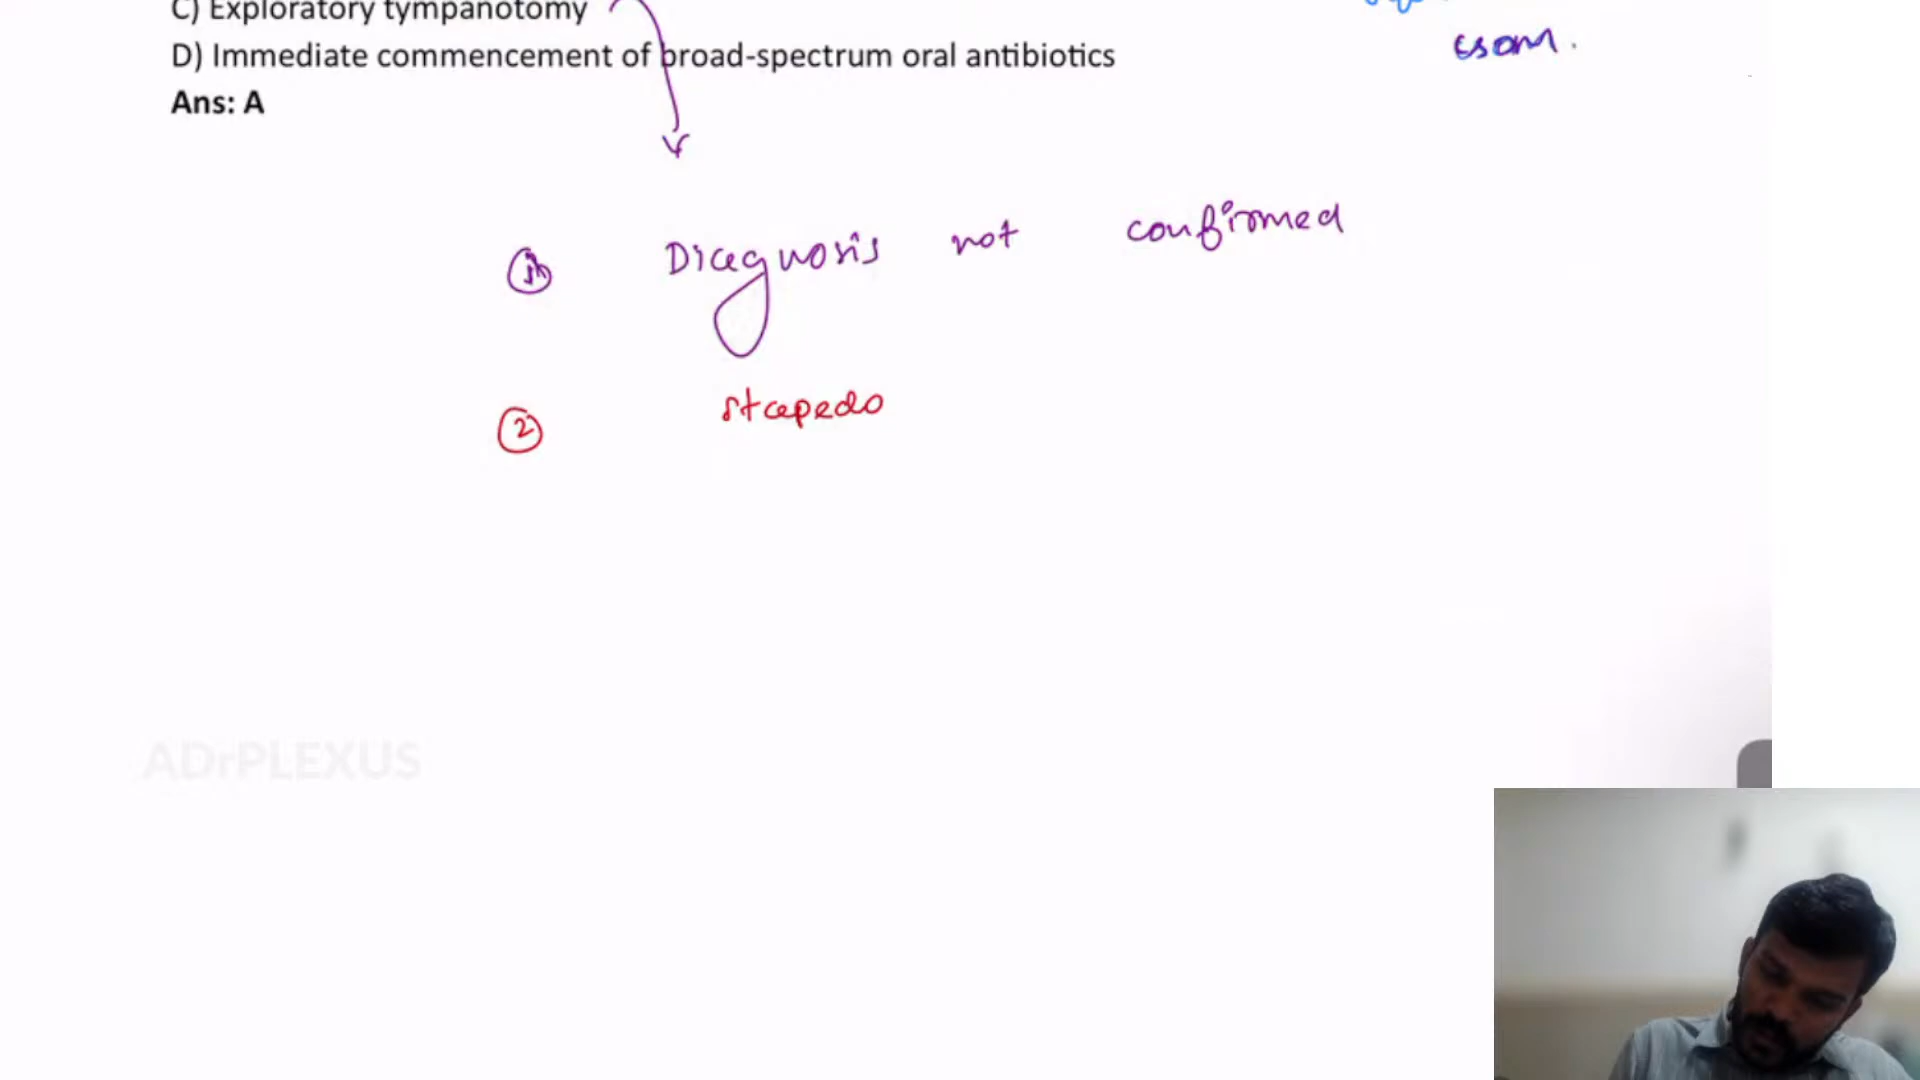 C) Exploratory tympanotomy
csom.
D) Immediate commencement of broad-spectrum oral antibiotics
Ans: A
1 Diagnosis not confirmed
2 stapedo
ADrPLEXUS